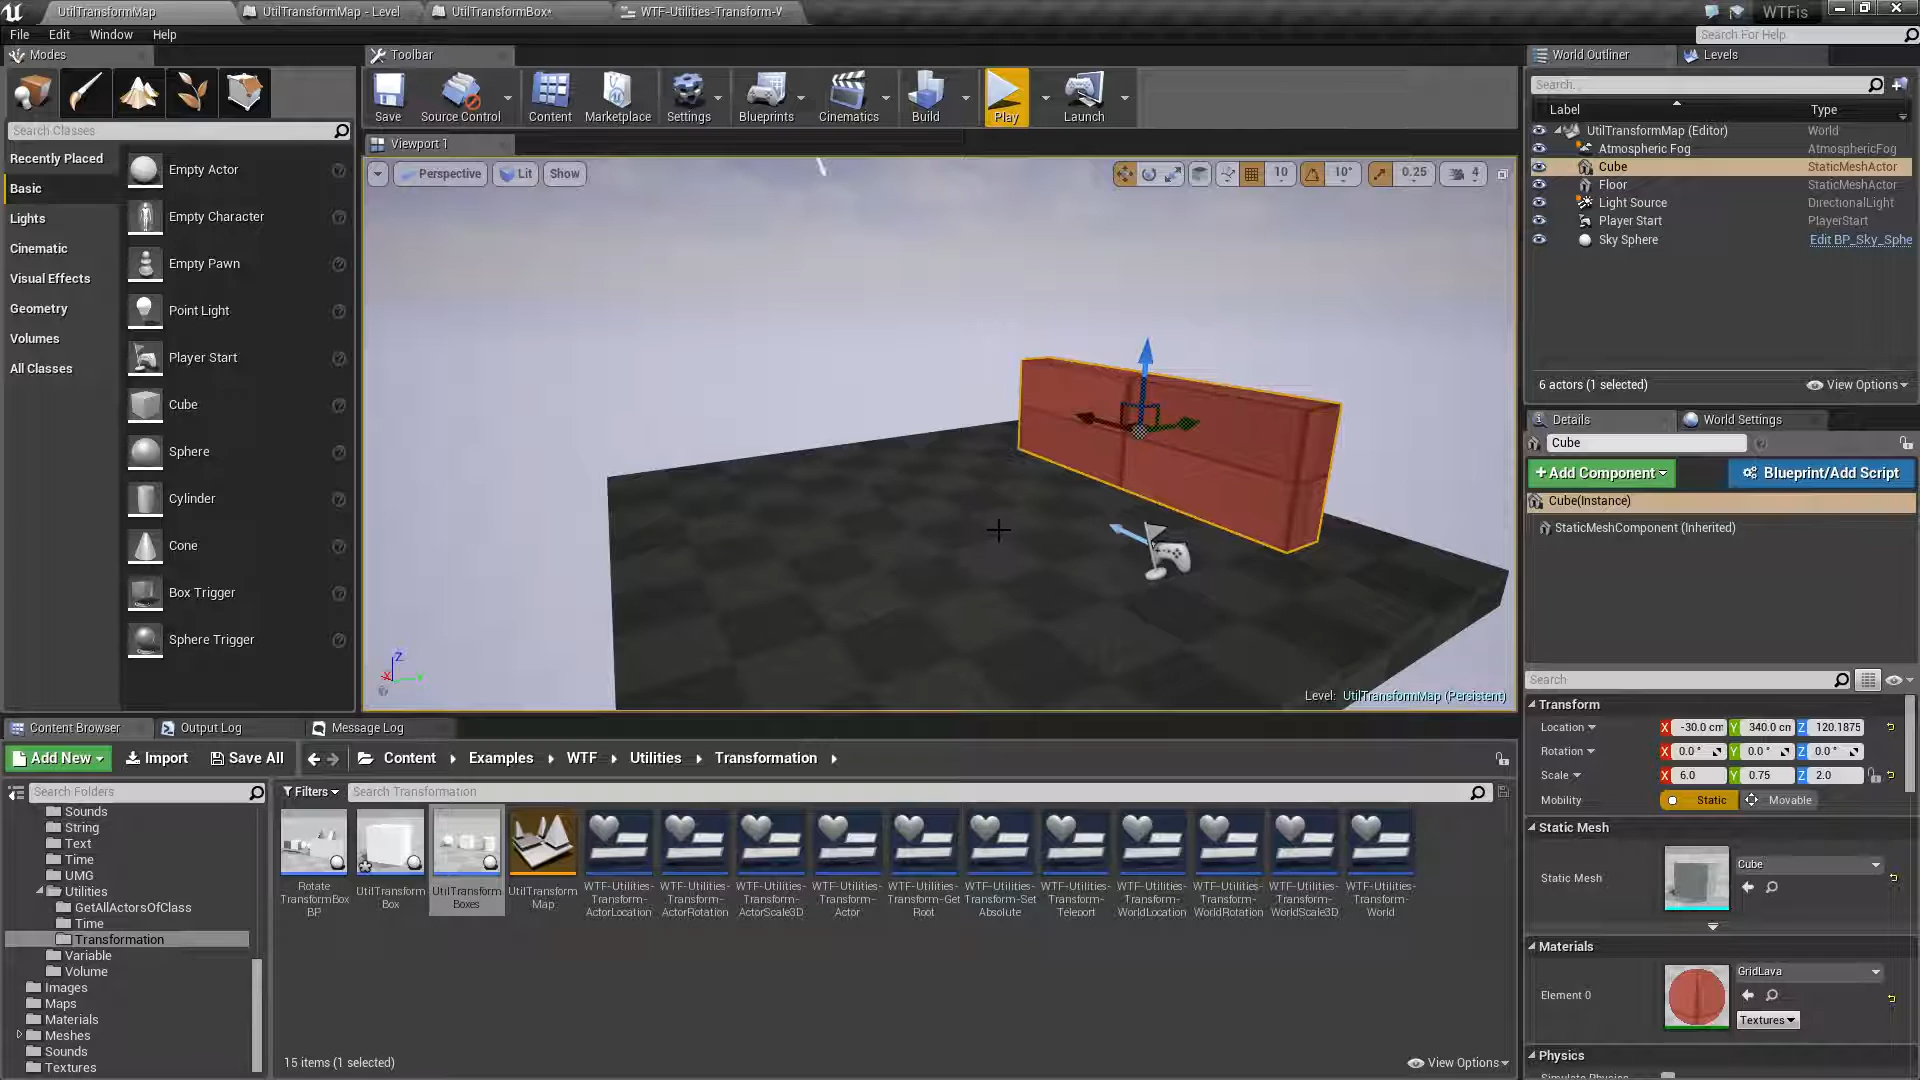 UtilTransformMap
UtilTransformMap - Level
UtilTransformBox*
WTF-Utilities-Transform-W
WTFis
File Edit Window Help
Search For Help
Modes
Toolbar
World Outliner
Levels
Save
Source Control
Content
Marketplace
Settings
Blueprints
Cinematics
Build
Play
Launch
Search...
Label
Type
Search Classes
Viewport 1
UtilTransformMap (Editor) World
Atmospheric Fog AtmosphericFog
Cube StaticMeshActor
Floor StaticMeshActor
Light Source DirectionalLight
Player Start PlayerStart
Sky Sphere Edit BP_Sky_Sphe
Recently Placed
Basic
Lights
Cinematic
Visual Effects
Geometry
Volumes
All Classes
Empty Actor
Empty Character
Empty Pawn
Point Light
Player Start
Cube
Sphere
Cylinder
Cone
Box Trigger
Sphere Trigger
Perspective
Lit
Show
10
10°
0.25
4
Z
X
Y
Level: UtilTransformMap (Persistent)
6 actors (1 selected)
View Options
Details
World Settings
Cube
+Add Component
Blueprint/Add Script
Cube(Instance)
StaticMeshComponent (Inherited)
Search
Transform
Location X -30.0 cm Y 340.0 cm Z 120.1875
Rotation X 0.0 ° Y 0.0 ° Z 0.0 °
Scale X 6.0 Y 0.75 Z 2.0
Mobility Static Movable
Static Mesh
Static Mesh
Cube
Materials
Element 0
GridLava
Textures
Physics
Content Browser
Output Log
Message Log
Add New
Import
Save All
Content
Examples
WTF
Utilities
Transformation
Search Folders
Filters
Search Transformation
Sounds
String
Text
Time
UMG
Utilities
GetAllActorsOfClass
Time
Transformation
Variable
Volume
Images
Maps
Materials
Meshes
Sounds
Textures
Rotate
TransformBox
BP
UtilTransform
Box
UtilTransform
Boxes
UtilTransform
Map
WTF-Utilities-
Transform-
ActorLocation
WTF-Utilities-
Transform-
ActorRotation
WTF-Utilities-
Transform-
ActorScale3D
WTF-Utilities-
Transform-
Actor
WTF-Utilities-
Transform-Get
Root
WTF-Utilities-
Transform-Set
Absolute
WTF-Utilities-
Transform-
Teleport
WTF-Utilities-
Transform-
WorldLocation
WTF-Utilities-
Transform-
WorldRotation
WTF-Utilities-
Transform-
WorldScale3D
WTF-Utilities-
Transform-
World
15 items (1 selected)
View Options